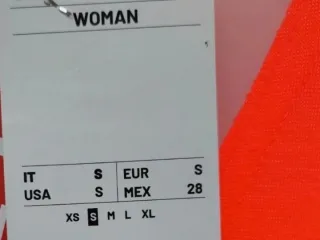 WOMAN
IT S EUR S
USA S MEX 28
XS S M L XL